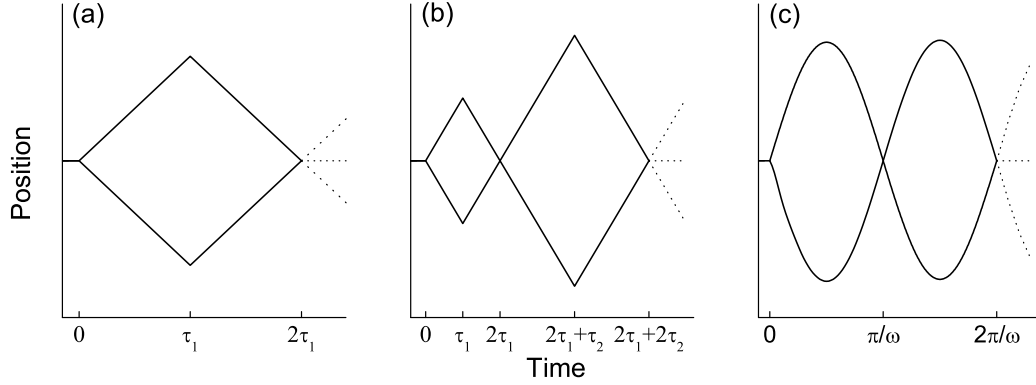 (a) (b) (c)
Position
0 τ₁ 2τ₁
0 τ₁ 2τ₁ 2τ₁+τ₂ 2τ₁+2τ₂
0 π/ω 2π/ω
Time